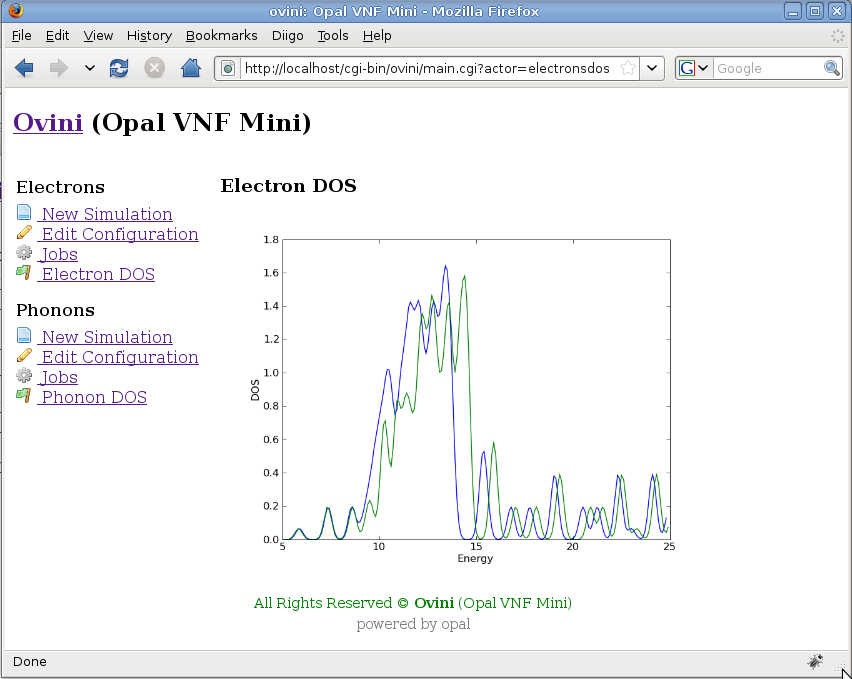 ovini: Opal VNF Mini - Mozilla Firefox
File Edit View History Bookmarks Diigo Tools Help
http://localhost/cgi-bin/ovini/main.cgi?actor=electronsdos
G Google
Ovini (Opal VNF Mini)
Electrons
New Simulation
Edit Configuration
Jobs
Electron DOS
Phonons
New Simulation
Edit Configuration
Jobs
Phonon DOS
Electron DOS
1.8
1.6
1.4
1.2
1.0
0.8
0.6
0.4
0.2
0.0
DOS
5 10 15 20 25
Energy
All Rights Reserved © Ovini (Opal VNF Mini)
powered by opal
Done